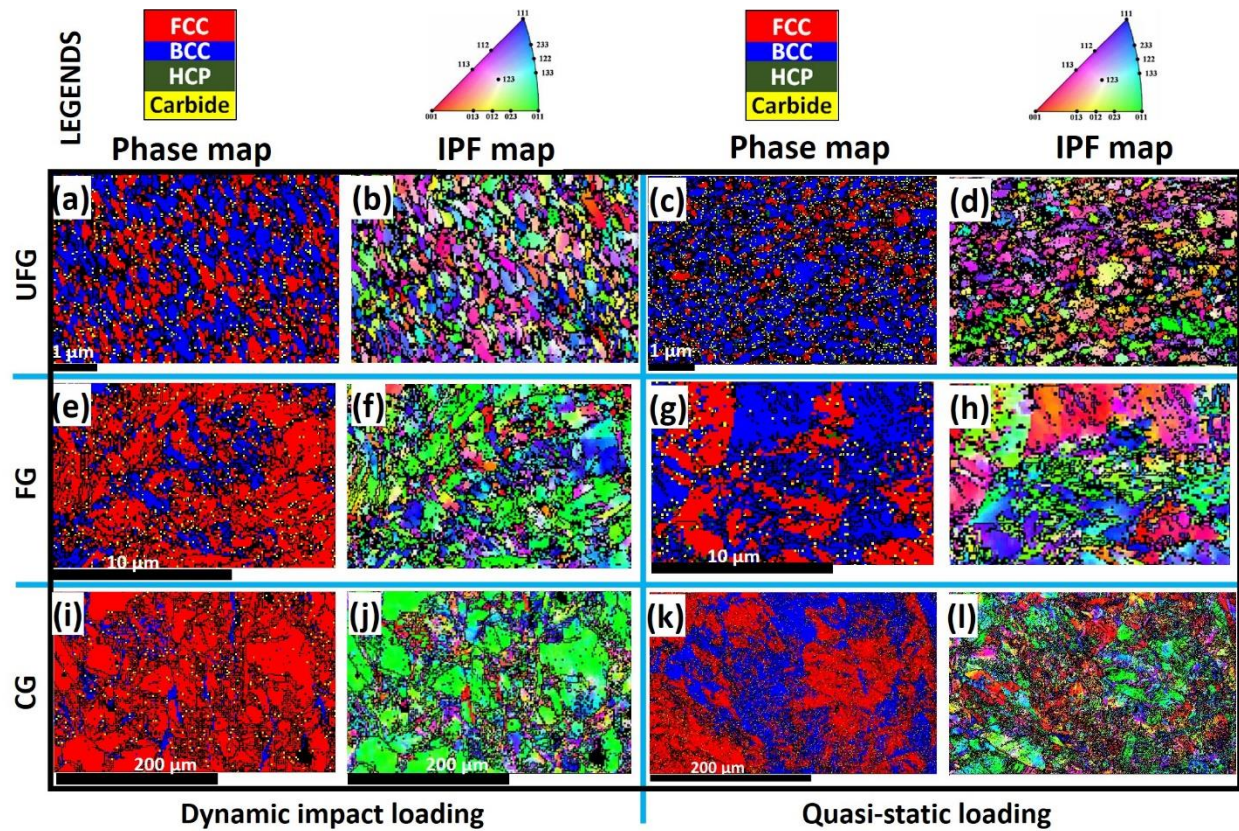 LEGENDS
FCC
BCC
HCP
Carbide
111
112
233
122
113
133
123
001
013
012
023
011
FCC
BCC
HCP
Carbide
111
112
233
122
113
133
123
001
013
012
023
011
Phase map
IPF map
Phase map
IPF map
UFG
(a)
(b)
(c)
(d)
1 μm
1 μm
FG
(e)
(f)
(g)
(h)
10 μm
10 μm
CG
(i)
(j)
(k)
(l)
200 μm
200 μm
200 μm
Dynamic impact loading
Quasi-static loading